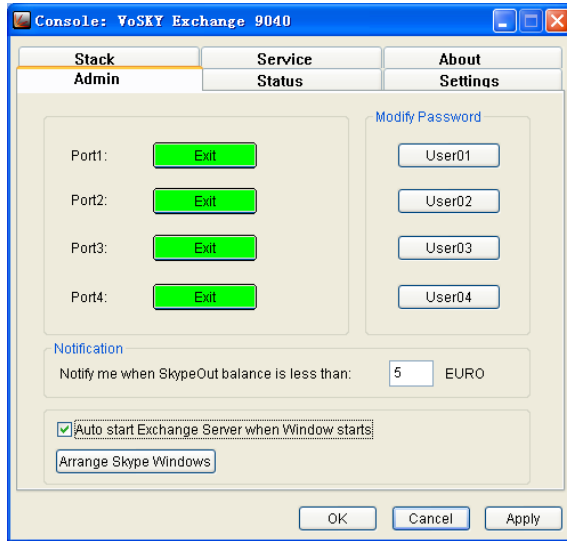 Console: VoSKY Exchange 9040
Stack Service About
Admin Status Settings
Modify Password
Port1: Exit User01
Port2: Exit User02
Port3: Exit User03
Port4: Exit User04
Notification
Notify me when SkypeOut balance is less than: 5 EURO
Auto start Exchange Server when Window starts
Arrange Skype Windows
OK Cancel Apply